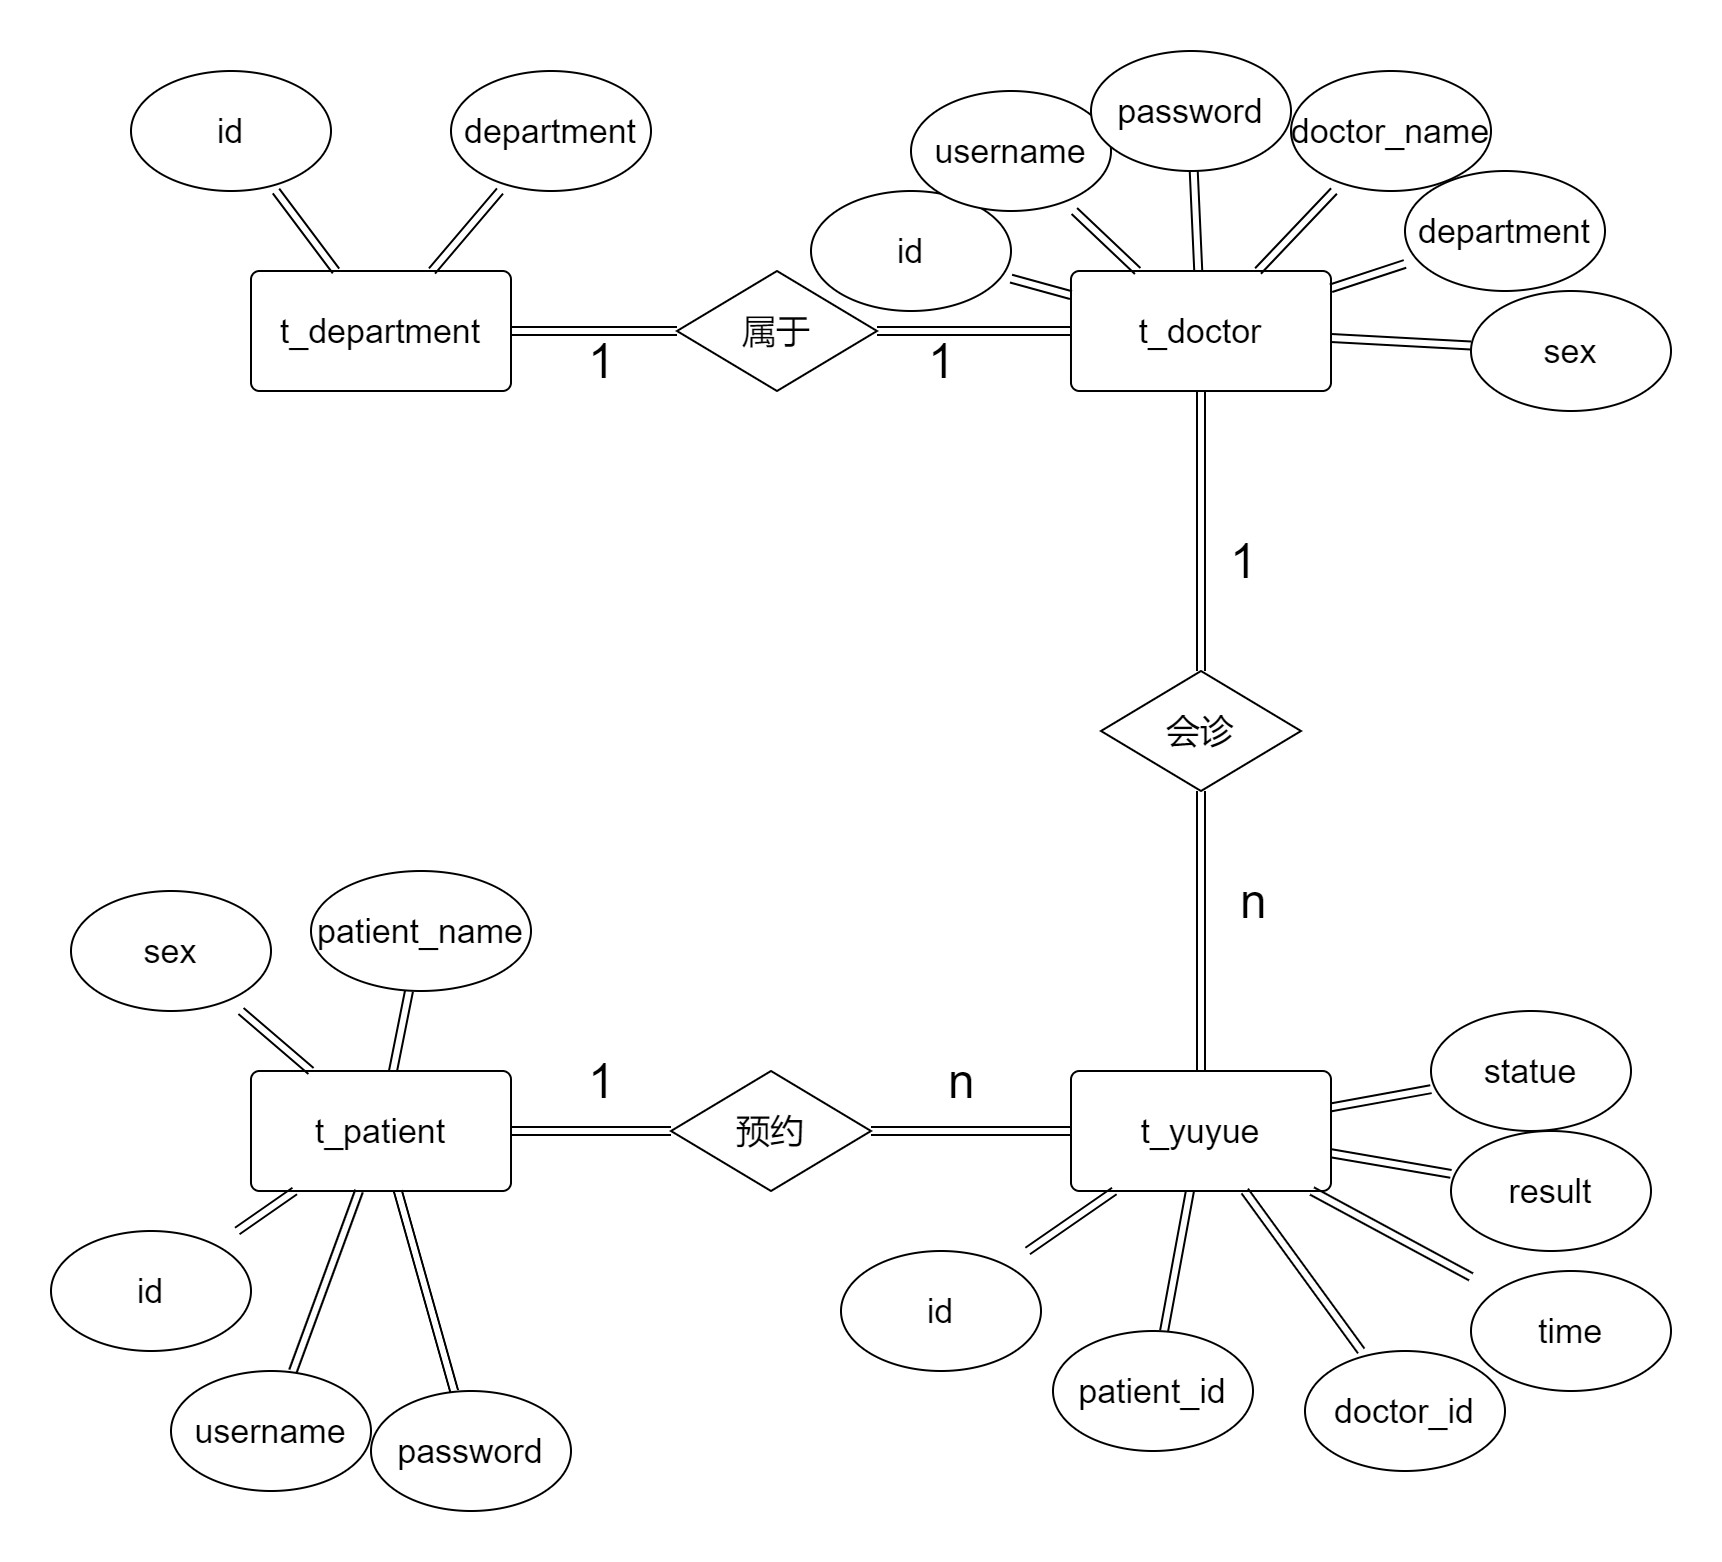 id
department
t_department
1
属于
1
id
username
password
doctor_name
department
sex
t_doctor
1
会诊
n
sex
patient_name
t_patient
id
username
password
1
预约
n
t_yuyue
statue
result
time
doctor_id
patient_id
id